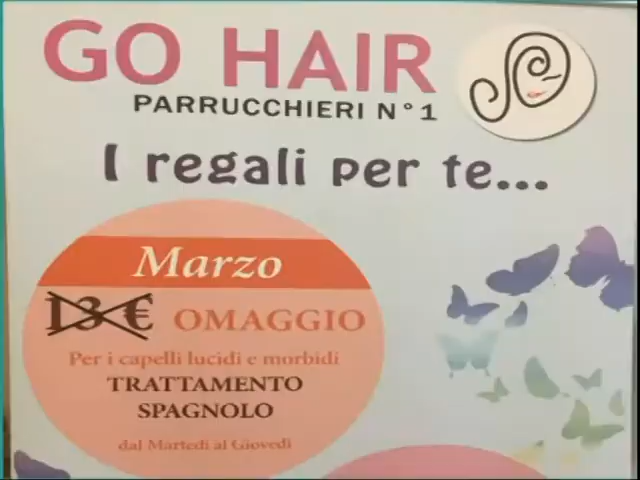 GO HAIR
PARRUCCHIERI N°1
I regali per te...
Marzo
13 € OMAGGIO
Per i capelli lucidi e morbidi
TRATTAMENTO
SPAGNOLO
dal Martedì al Giovedì